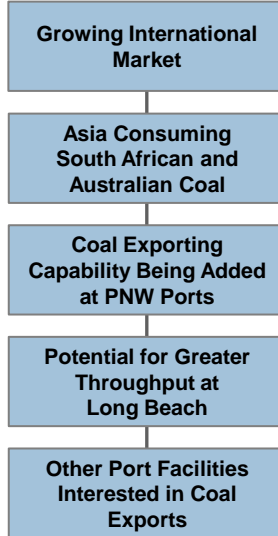 Growing International
Market
Asia Consuming
South African and
Australian Coal
Coal Exporting
Capability Being Added
at PNW Ports
Potential for Greater
Throughput at
Long Beach
Other Port Facilities
Interested in Coal
Exports